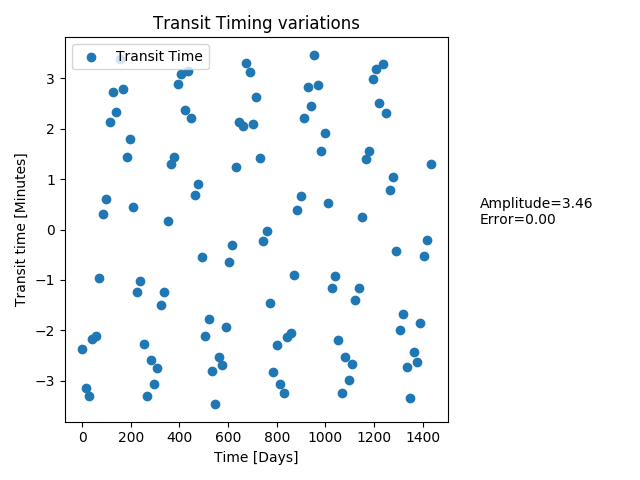 Transit Timing variations
Transit Time
Transit time [Minutes]
3
2
1
0
−1
−2
−3
0 200 400 600 800 1000 1200 1400
Time [Days]
Amplitude=3.46
Error=0.00